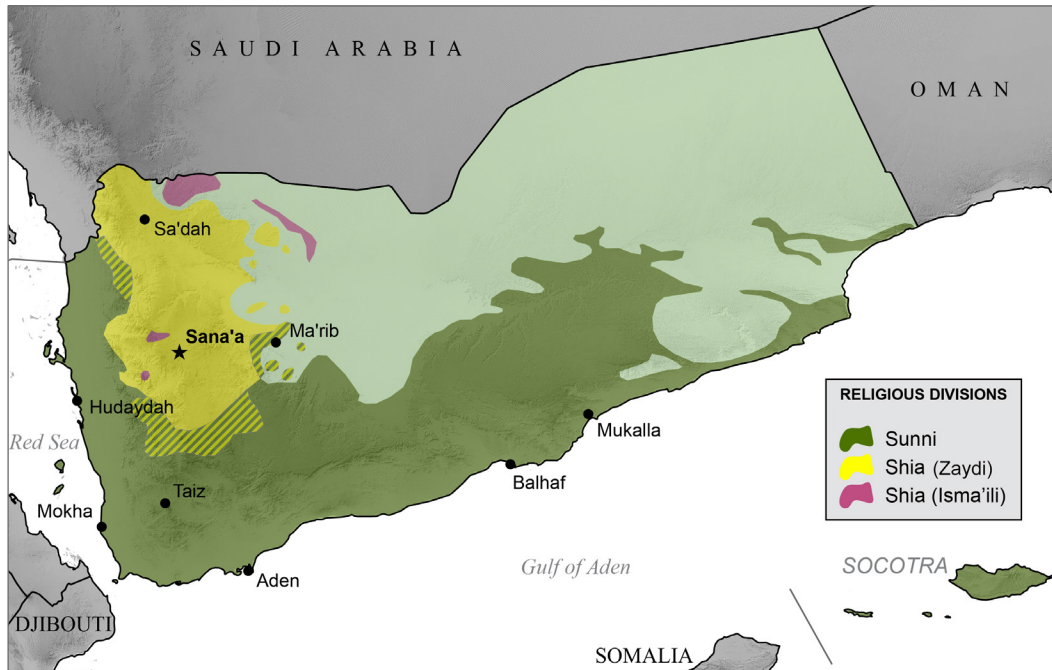 SAUDI ARABIA
OMAN
Sa'dah
Sana'a
Ma'rib
Hudaydah
Red Sea
Mukalla
Balhaf
Taiz
Mokha
Aden
Gulf of Aden
SOCOTRA
DJIBOUTI
SOMALIA
RELIGIOUS DIVISIONS
Sunni
Shia (Zaydi)
Shia (Isma'ili)